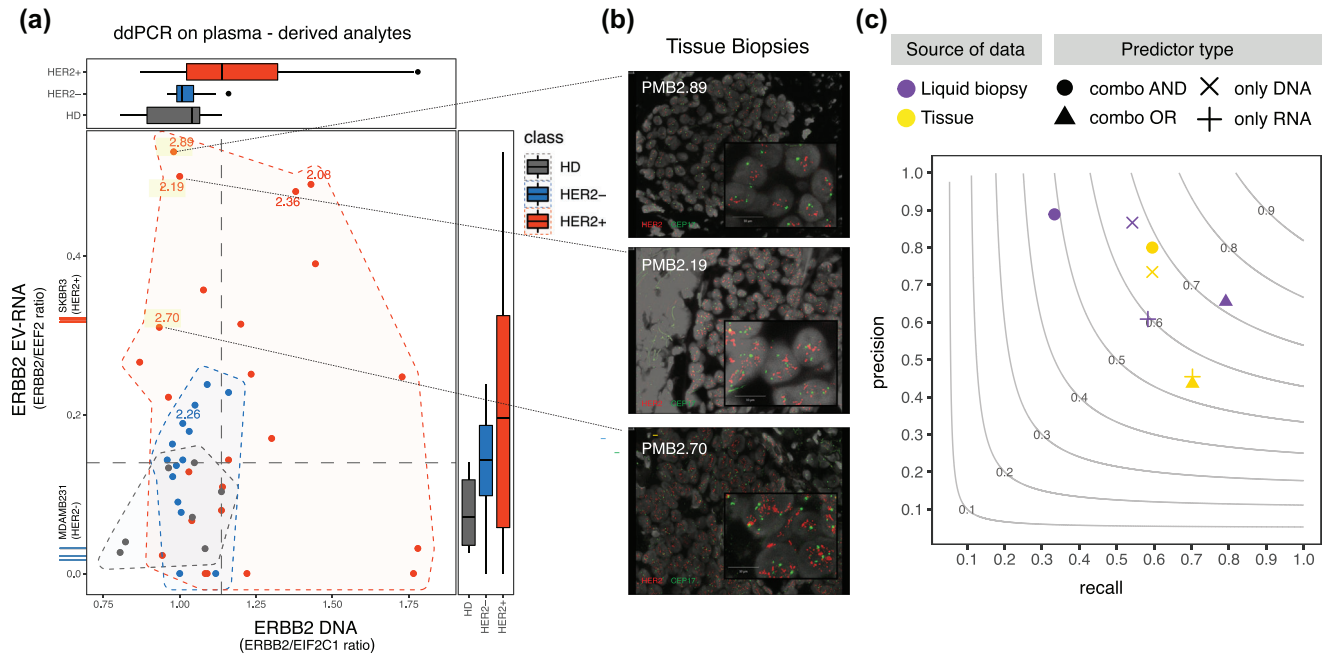 (a)
ddPCR on plasma - derived analytes
HER2+
HER2−
HD
2.89
2.19
2.08
2.36
2.70
2.26
ERBB2 EV-RNA
(ERBB2/EEF2 ratio)
SKBR3
(HER2+)
MDAMB231
(HER2-)
0.4
0.2
0.0
0.75
1.00
1.25
1.50
1.75
ERBB2 DNA
(ERBB2/EIF2C1 ratio)
HD
HER2−
HER2+
class
HD
HER2−
HER2+
(b)
Tissue Biopsies
PMB2.89
HER2 CEP17
PMB2.19
HER2 CEP17
PMB2.70
HER2 CEP17
(c)
Source of data
Liquid biopsy
Tissue
Predictor type
combo AND
only DNA
combo OR
only RNA
precision
1.0
0.9
0.8
0.7
0.6
0.5
0.4
0.3
0.2
0.1
0.9
0.8
0.7
0.6
0.5
0.4
0.3
0.2
0.1
0.1
0.2
0.3
0.4
0.5
0.6
0.7
0.8
0.9
1.0
recall